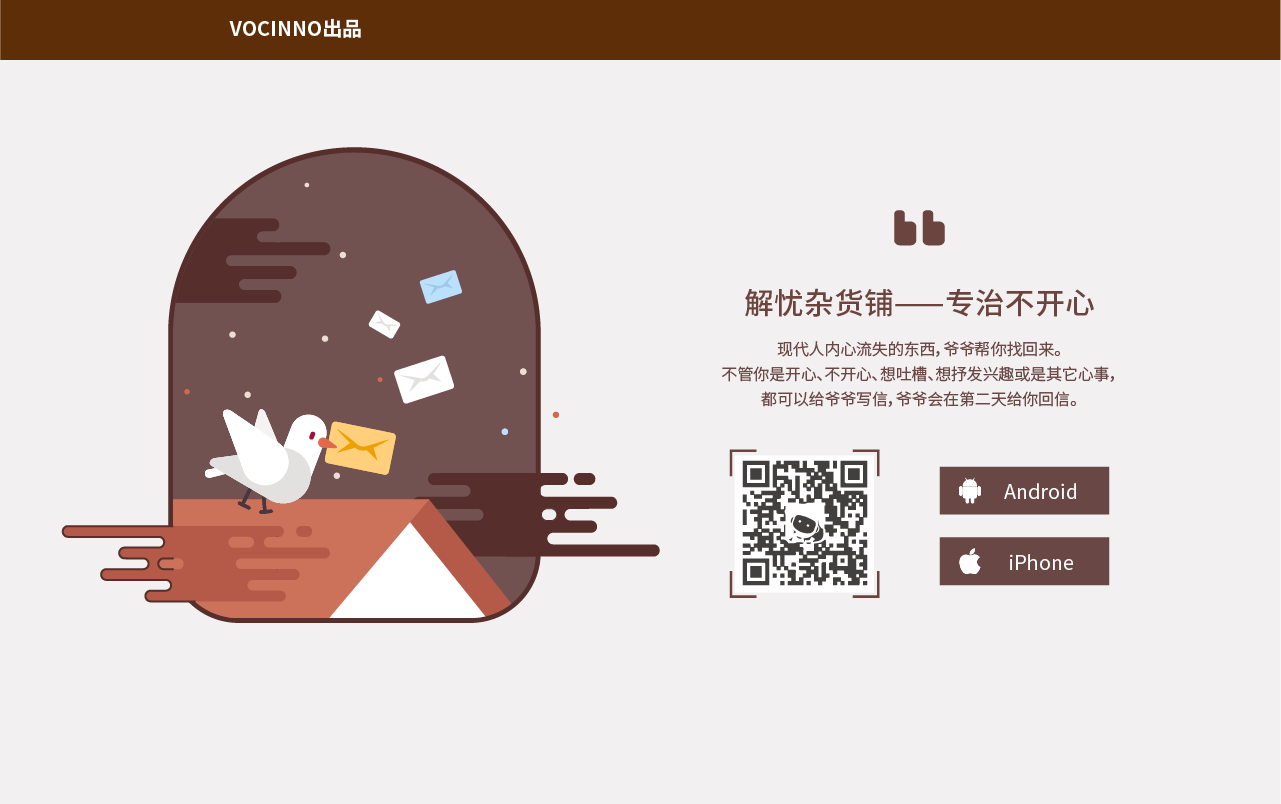 VOCINNO出品
解忧杂货铺——专治不开心
现代人内心流失的东西，爷爷帮你找回来。
不管你是开心、不开心、想吐槽、想抒发兴趣或是其它心事，
都可以给爷爷写信，爷爷会在第二天给你回信。
Android
iPhone